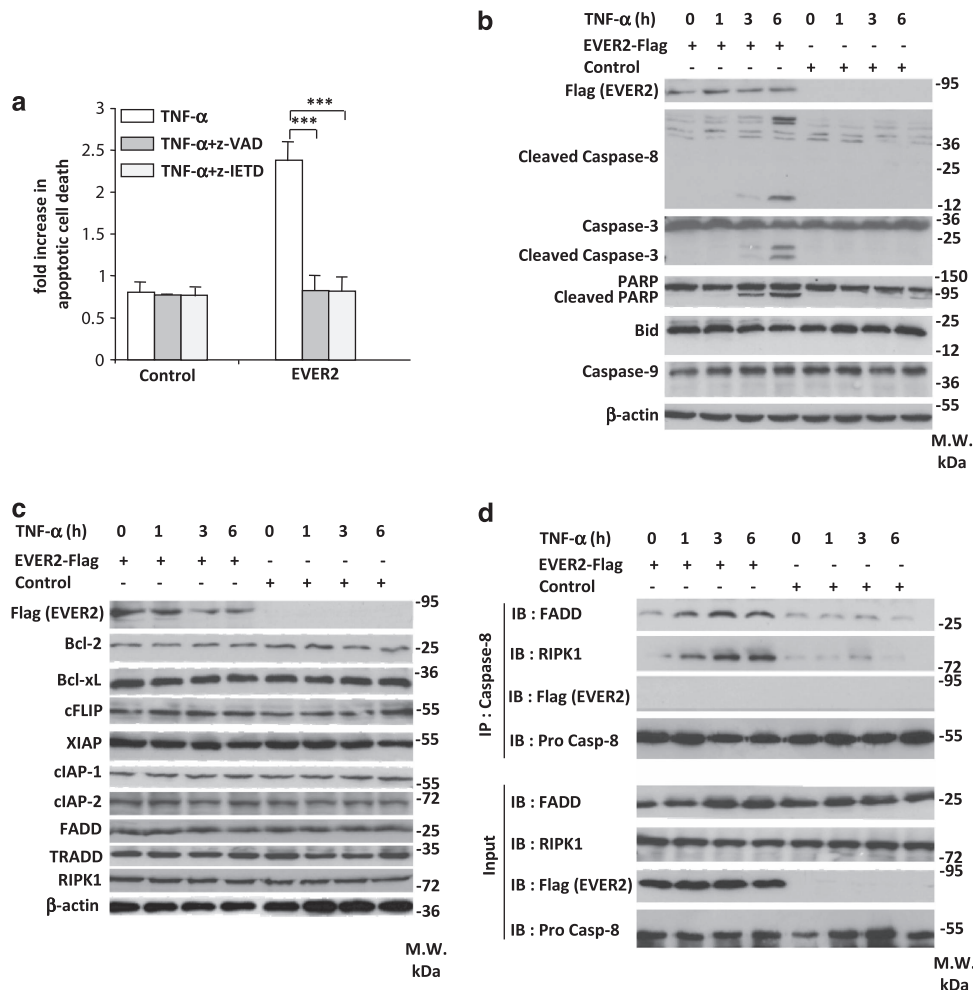 a
3
2.5
2
1.5
1
0.5
0
fold increase in
apoptotic cell death
TNF-α
TNF-α+z-VAD
TNF-α+z-IETD
***
***
Control EVER2
b
TNF-α (h) 0 1 3 6 0 1 3 6
EVER2-Flag + + + + - - - -
Control - - - - + + + +
Flag (EVER2) -95
Cleaved Caspase-8 -36
-25
-12
Caspase-3 -36
-25
Cleaved Caspase-3
PARP -150
Cleaved PARP -95
Bid -25
-12
Caspase-9 -36
β-actin -55
M.W.
kDa
c
TNF-α (h) 0 1 3 6 0 1 3 6
EVER2-Flag + + + + - - - -
Control - - - - + + + +
Flag (EVER2) -95
Bcl-2 -25
Bcl-xL -36
cFLIP -55
XIAP -55
cIAP-1 -55
cIAP-2 -72
FADD -25
TRADD -35
RIPK1 -72
β-actin -36
M.W.
kDa
d
TNF-α (h) 0 1 3 6 0 1 3 6
EVER2-Flag + + + + - - - -
Control - - - - + + + +
IP : Caspase-8
IB : FADD -25
IB : RIPK1 -72
IB : Flag (EVER2) -95
IB : Pro Casp-8 -55
Input
IB : FADD -25
IB : RIPK1 -72
IB : Flag (EVER2) -95
IB : Pro Casp-8 -55
M.W.
kDa